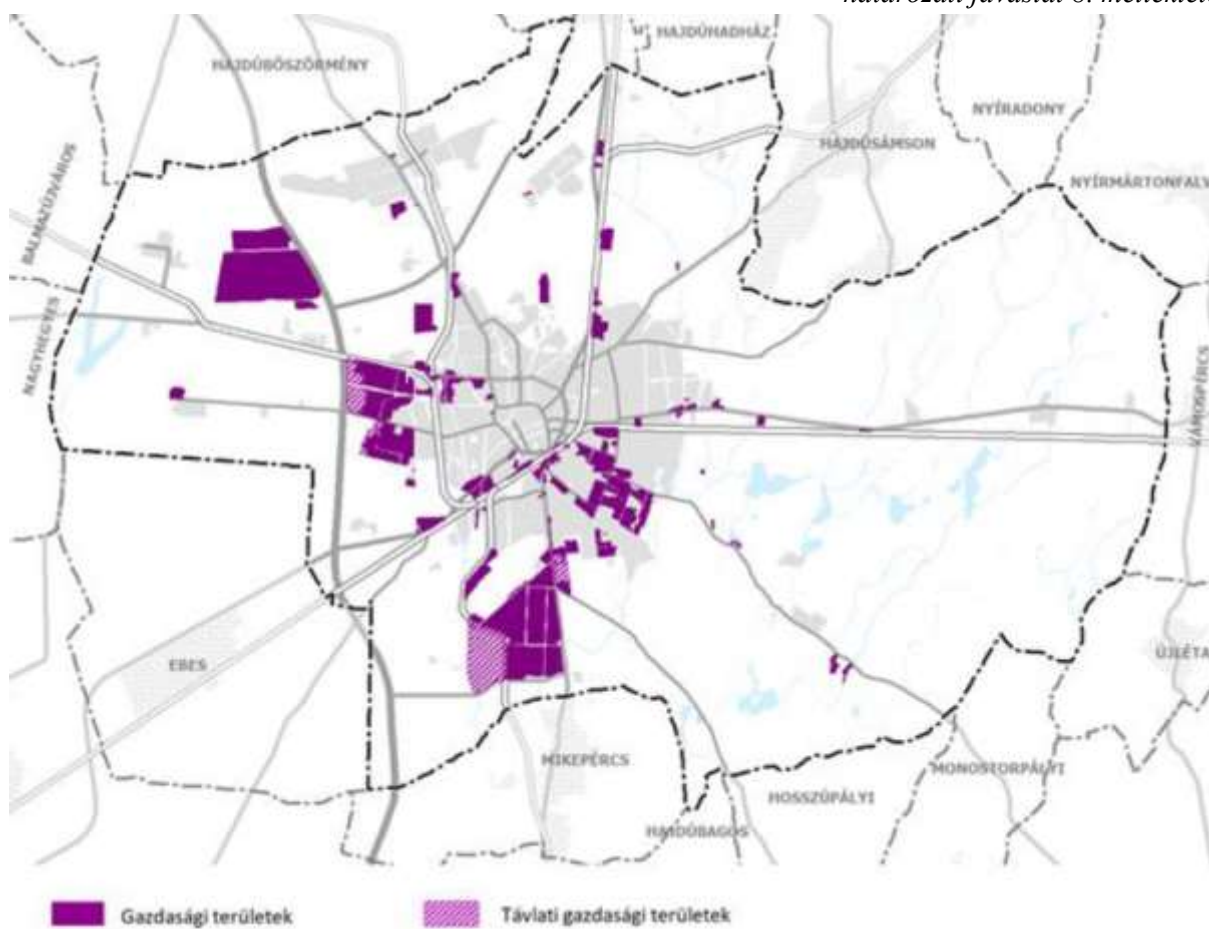 határozati javaslat 8. melléklete
HAJDÚHADHÁZ
HAJDÚBÖSZÖRMÉNY
NYÍRADONY
HAJDÚSÁMSON
BALMAZÚJVÁROS
NYÍRMÁRTONFALV
NAGYHEGYES
VÁMOSPÉRCS
EBES
ÚJLÉTA
MIKEPÉRCS
MONOSTORPÁLYI
HOSSZÚPÁLYI
HAJDÚBAGOS
Gazdasági területek
Távlati gazdasági területek